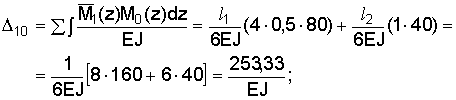 Δ₁₀ = Σ∫ M̅₁(z)M₀(z)dz / EJ = l₁/6EJ (4·0,5·80) + l₂/6EJ (1·40) =
= 1/6EJ [8·160 + 6·40] = 253,33/EJ ;